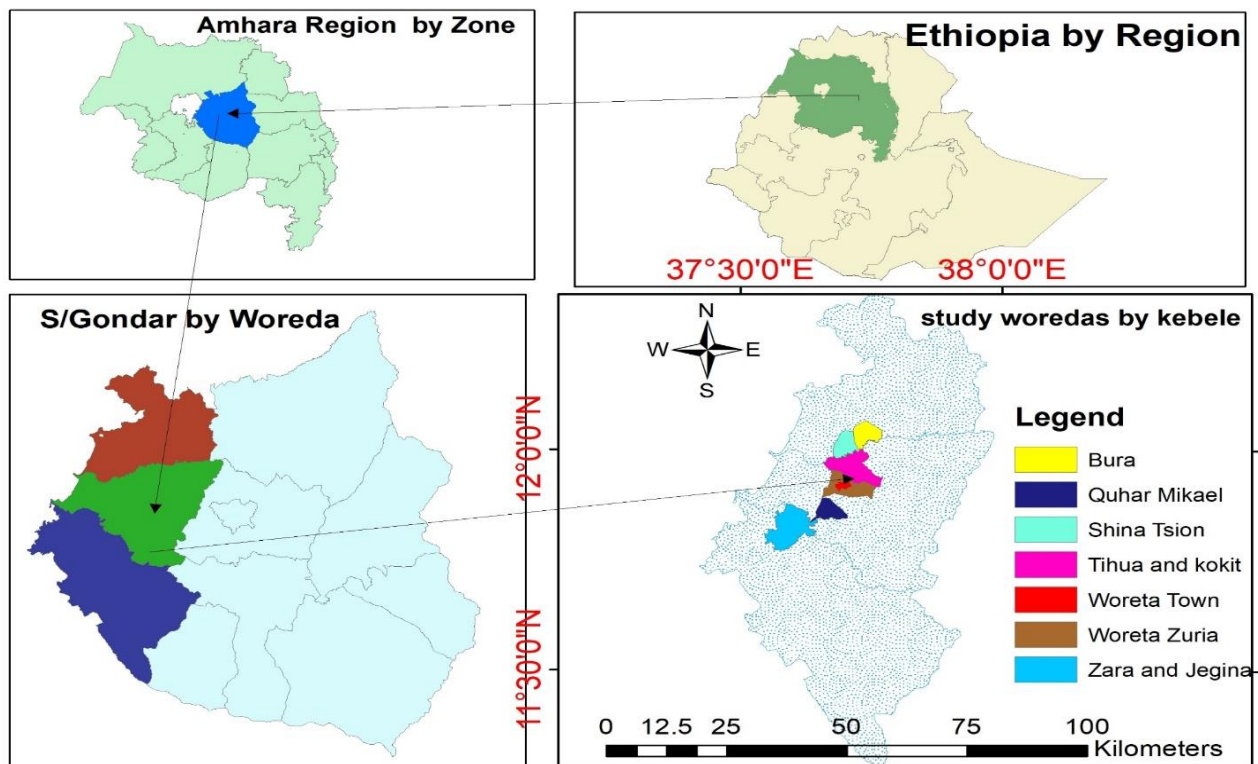 Amhara Region by Zone
Ethiopia by Region
37°30'0"E
38°0'0"E
S/Gondar by Woreda
study woredas by kebele
N
W
E
S
12°0'0"N
11°30'0"N
Legend
Bura
Quhar Mikael
Shina Tsion
Tihua and kokit
Woreta Town
Woreta Zuria
Zara and Jegina
0 12.5 25 50 75 100
Kilometers